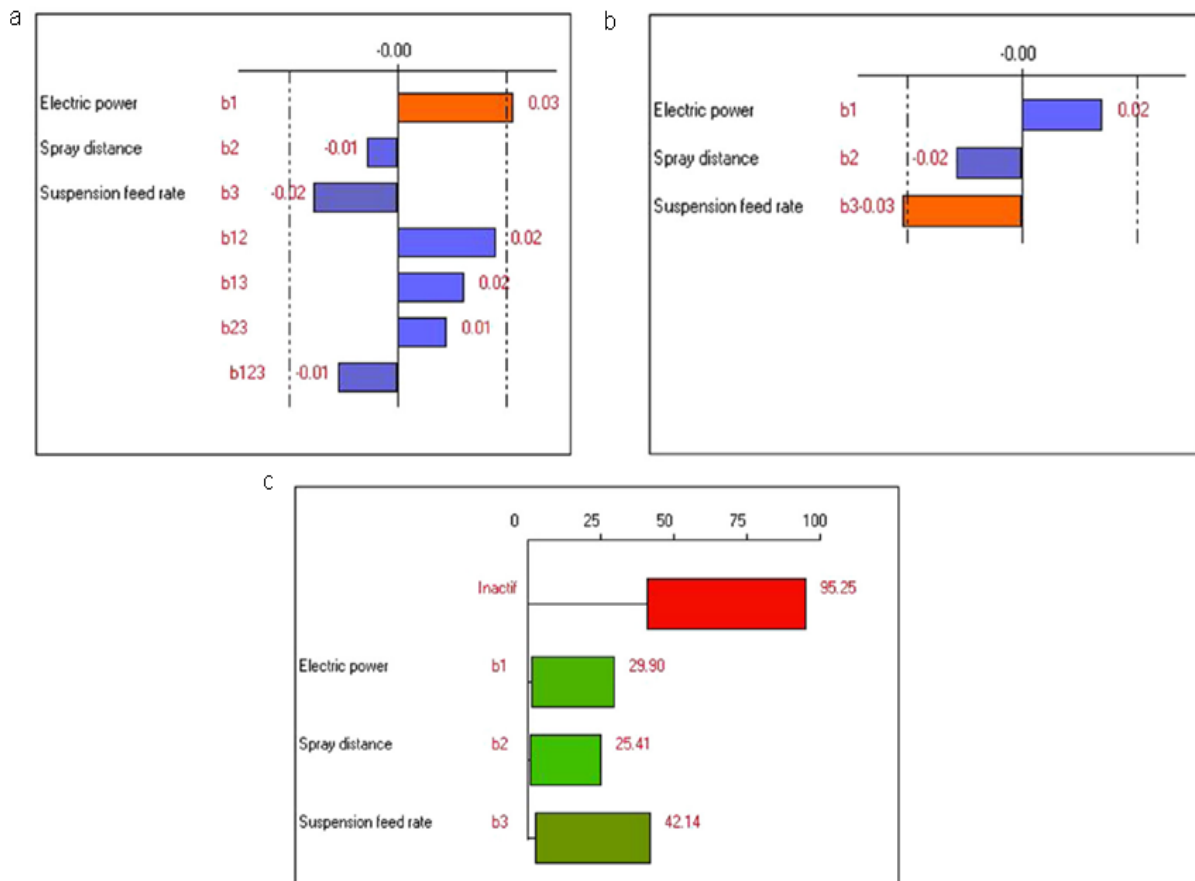 a
-0.00
Electric power b1 0.03
Spray distance b2 -0.01
Suspension feed rate b3 -0.02
b12 0.02
b13 0.02
b23 0.01
b123 -0.01
b
-0.00
Electric power b1 0.02
Spray distance b2 -0.02
Suspension feed rate b3-0.03
c
0 25 50 75 100
Inactif 95.25
Electric power b1 29.90
Spray distance b2 25.41
Suspension feed rate b3 42.14